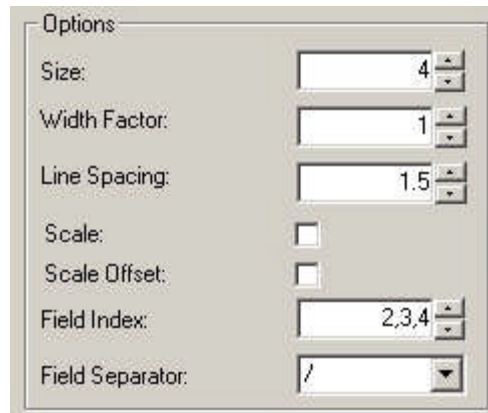 Options
Size: 4
Width Factor: 1
Line Spacing: 1.5
Scale:
Scale Offset:
Field Index: 2,3,4
Field Separator: /